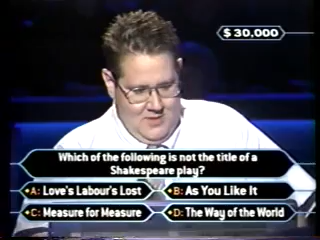 $ 30,000
Which of the following is not the title of a
Shakespeare play?
A: Love's Labour's Lost
B: As You Like It
C: Measure for Measure
D: The Way of the World